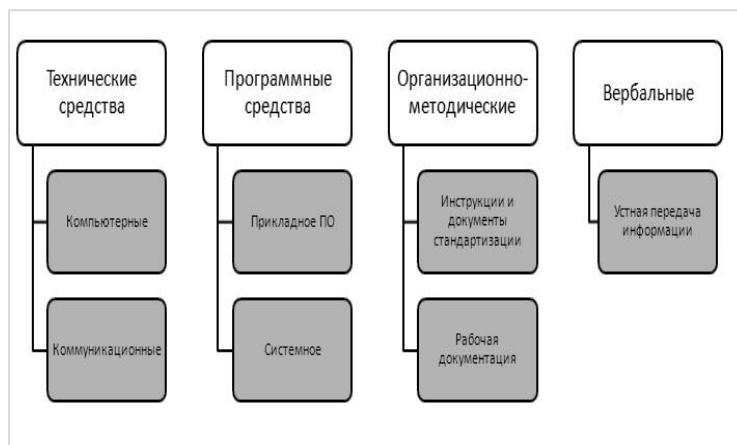 Технические
средства
Компьютерные
Коммуникационные
Программные
средства
Прикладное ПО
Системное
Организационно-
методические
Инструкции и
документы
стандартизации
Рабочая
документация
Вербальные
Устная передача
информации